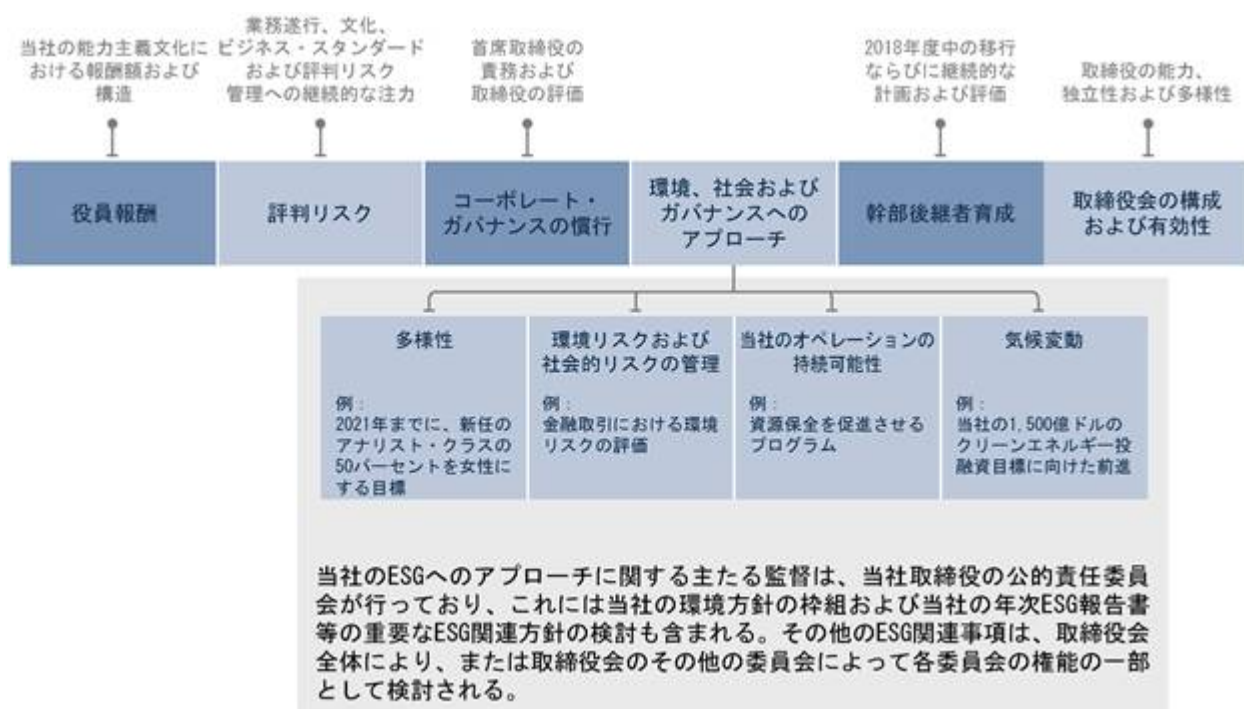 当社の能力主義文化に
おける報酬額および
構造
業務遂行、文化、
ビジネス・スタンダード
および評判リスク
管理への継続的な注力
首席取締役の
責務および
取締役の評価
2018年度中の移行
ならびに継続的な
計画および評価
取締役の能力、
独立性および多様性
役員報酬
評判リスク
コーポレート・
ガバナンスの慣行
環境、社会および
ガバナンスへの
アプローチ
幹部後継者育成
取締役会の構成
および有効性
多様性
例:
2021年までに、新任の
アナリスト・クラスの
50パーセントを女性に
する目標
環境リスクおよび
社会的リスクの管理
例:
金融取引における環境
リスクの評価
当社のオペレーションの
持続可能性
例:
資源保全を促進させる
プログラム
気候変動
例:
当社の1,500億ドルの
クリーンエネルギー投
融資目標に向けた前進
当社のESGへのアプローチに関する主たる監督は、当社取締役の公的責任委員
会が行っており、これには当社の環境方針の枠組および当社の年次ESG報告書
等の重要なESG関連方針の検討も含まれる。その他のESG関連事項は、取締役会
全体により、または取締役会のその他の委員会によって各委員会の権能の一部
として検討される。